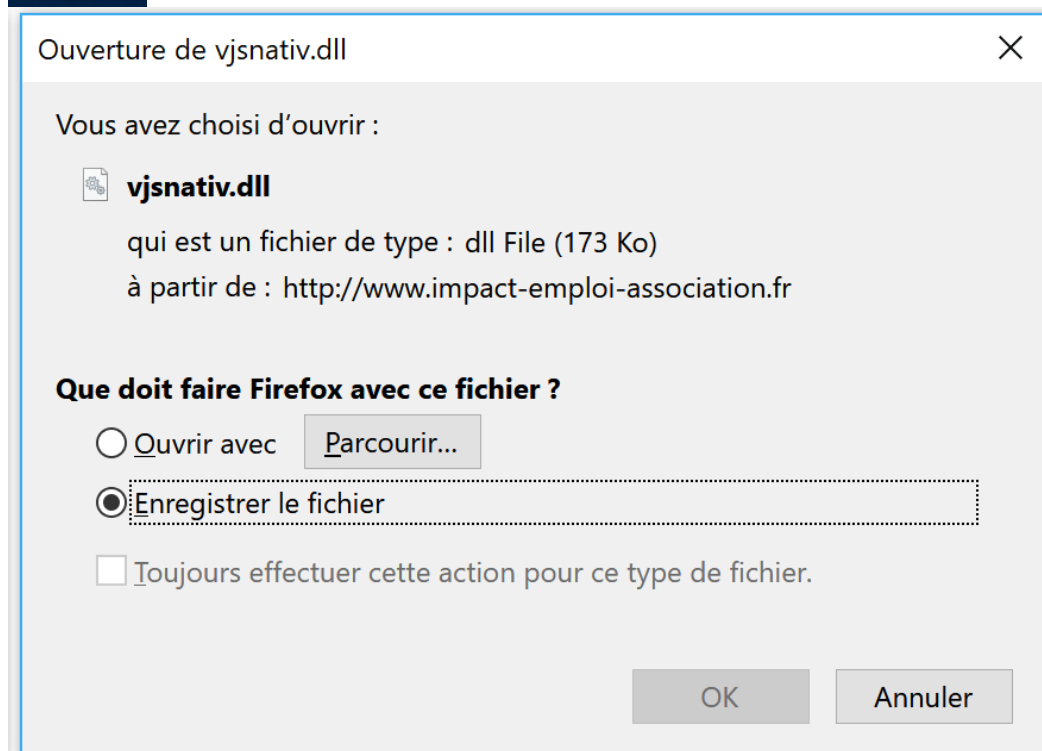 Ouverture de vjsnativ.dll
Vous avez choisi d’ouvrir :
vjsnativ.dll
qui est un fichier de type : dll File (173 Ko)
à partir de : http://www.impact-emploi-association.fr
Que doit faire Firefox avec ce fichier ?
Ouvrir avec Parcourir...
Enregistrer le fichier
Toujours effectuer cette action pour ce type de fichier.
OK Annuler